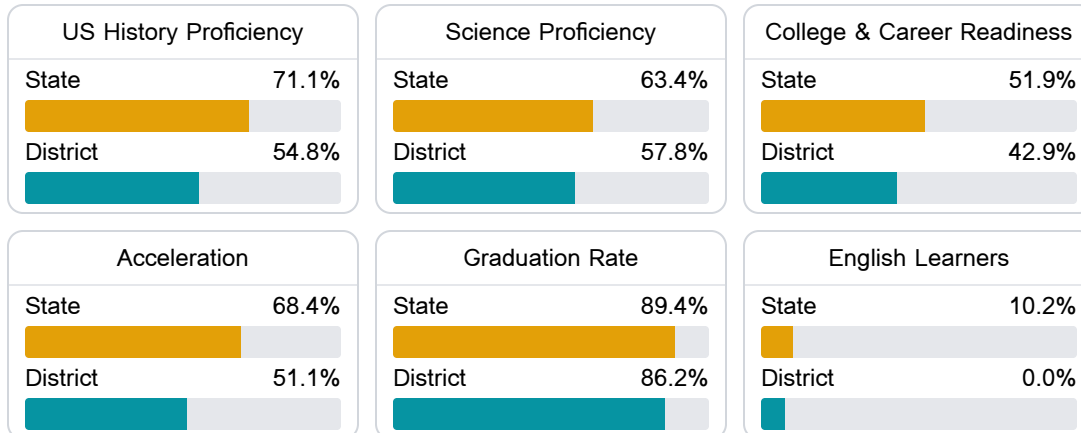 US History Proficiency
State 71.1%
District 54.8%
Science Proficiency
State 63.4%
District 57.8%
College & Career Readiness
State 51.9%
District 42.9%
Acceleration
State 68.4%
District 51.1%
Graduation Rate
State 89.4%
District 86.2%
English Learners
State 10.2%
District 0.0%